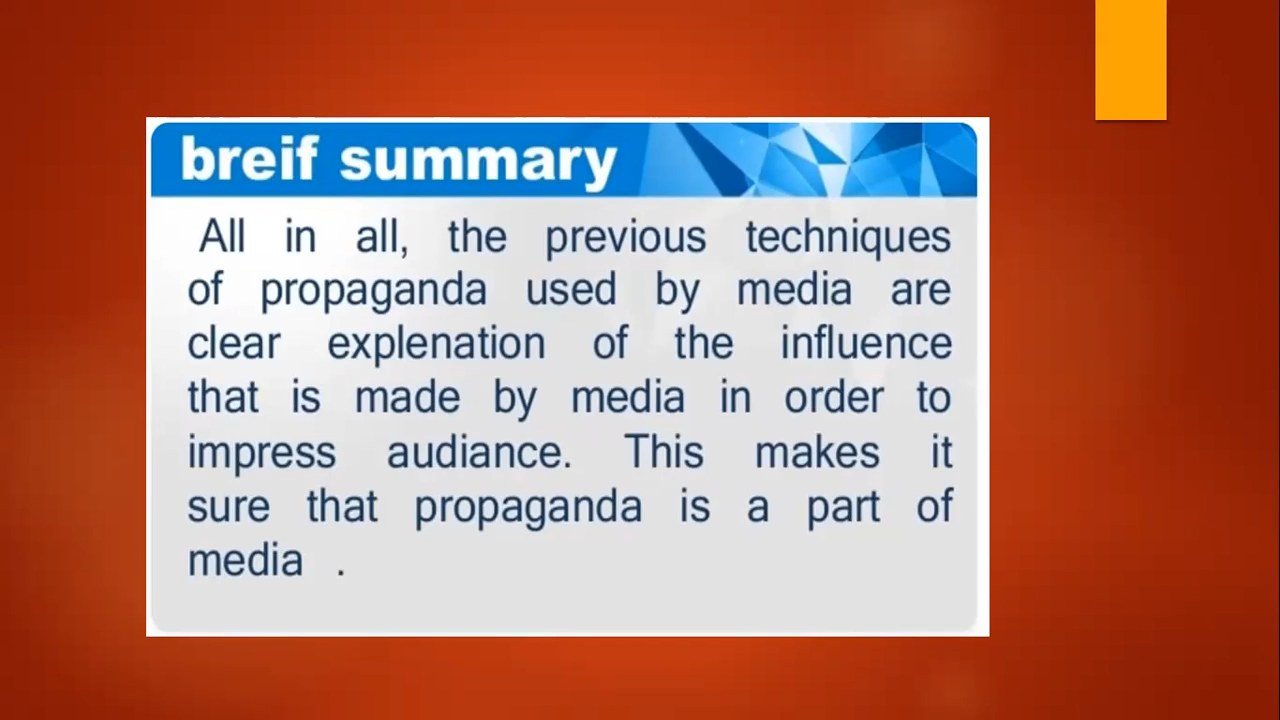 breif summary
All in all, the previous techniques
of propaganda used by media are
clear explenation of the influence
that is made by media in order to
impress audiance. This makes it
sure that propaganda is a part of
media .